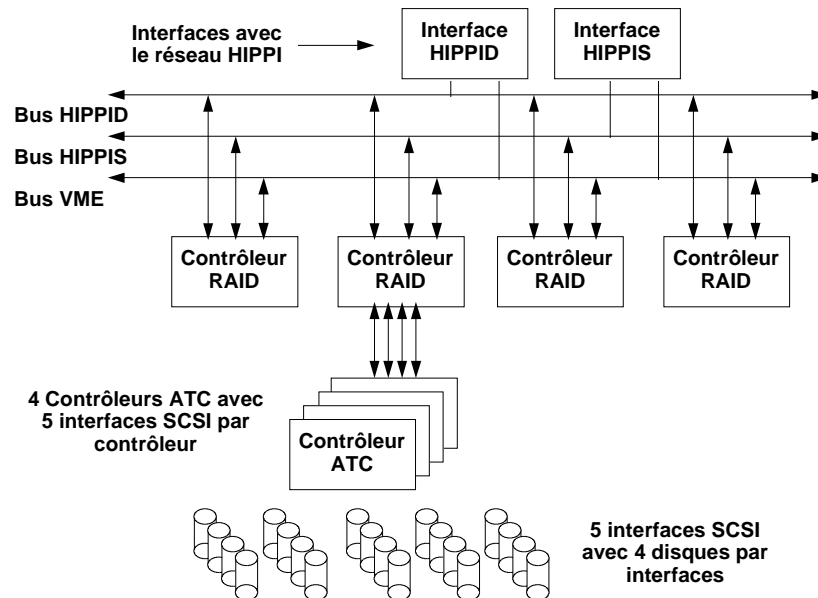 Interfaces avec
le réseau HIPPI
Interface
HIPPID
Interface
HIPPIS
Bus HIPPID
Bus HIPPIS
Bus VME
Contrôleur
RAID
Contrôleur
RAID
Contrôleur
RAID
Contrôleur
RAID
4 Contrôleurs ATC avec
5 interfaces SCSI par
contrôleur
Contrôleur
ATC
5 interfaces SCSI
avec 4 disques par
interfaces